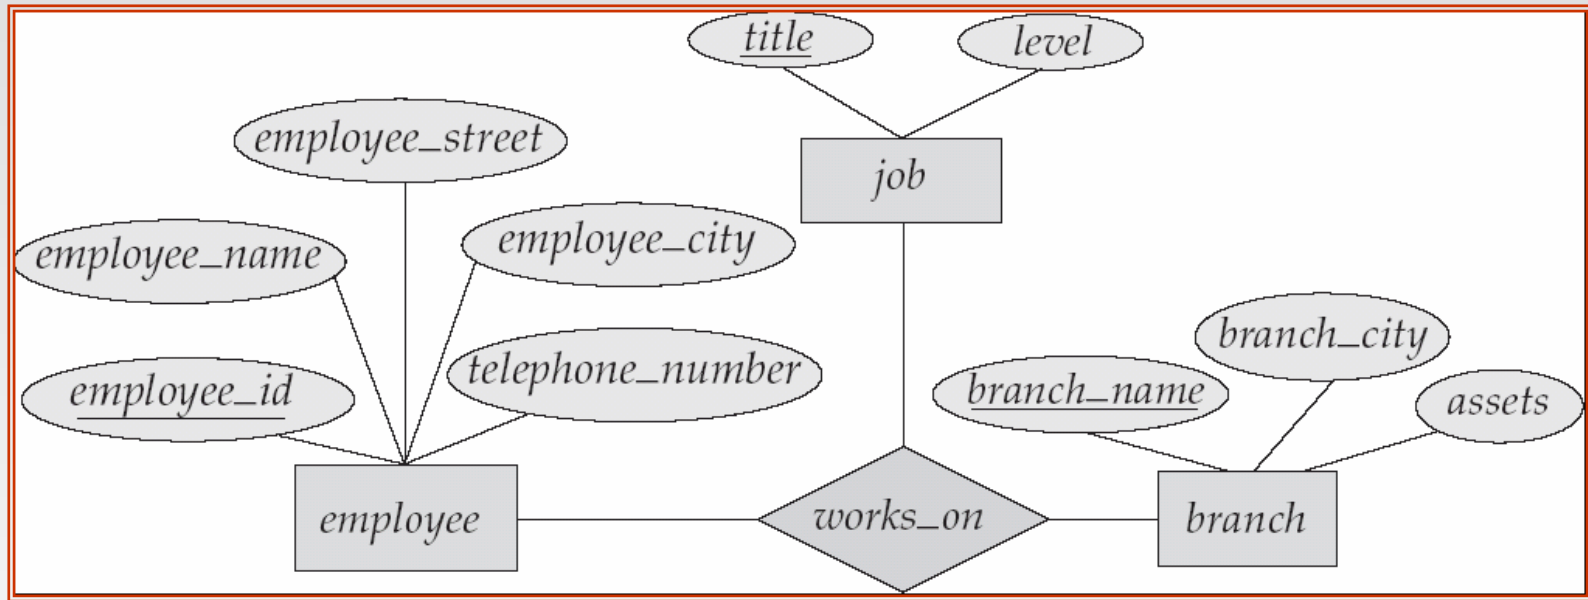 title
level
employee_street
job
employee_name
employee_city
branch_city
employee_id
telephone_number
branch_name
assets
employee
works_on
branch